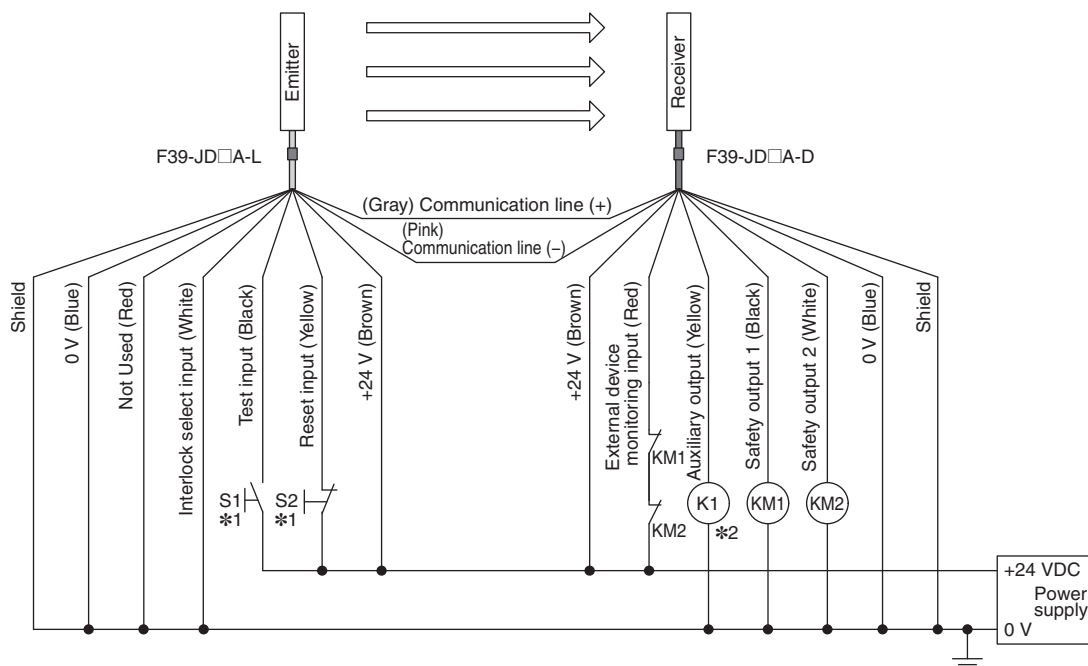 Emitter
Receiver
F39-JD□A-L
F39-JD□A-D
(Gray) Communication line (+)
(Pink)
Communication line (−)
Shield
0 V (Blue)
Not Used (Red)
Interlock select input (White)
Test input (Black)
Reset input (Yellow)
+24 V (Brown)
+24 V (Brown)
External device
monitoring input (Red)
Auxiliary output (Yellow)
Safety output 1 (Black)
Safety output 2 (White)
0 V (Blue)
Shield
S1
*1
S2
*1
KM1
KM2
K1
*2
KM1
KM2
+24 VDC
Power
supply
0 V